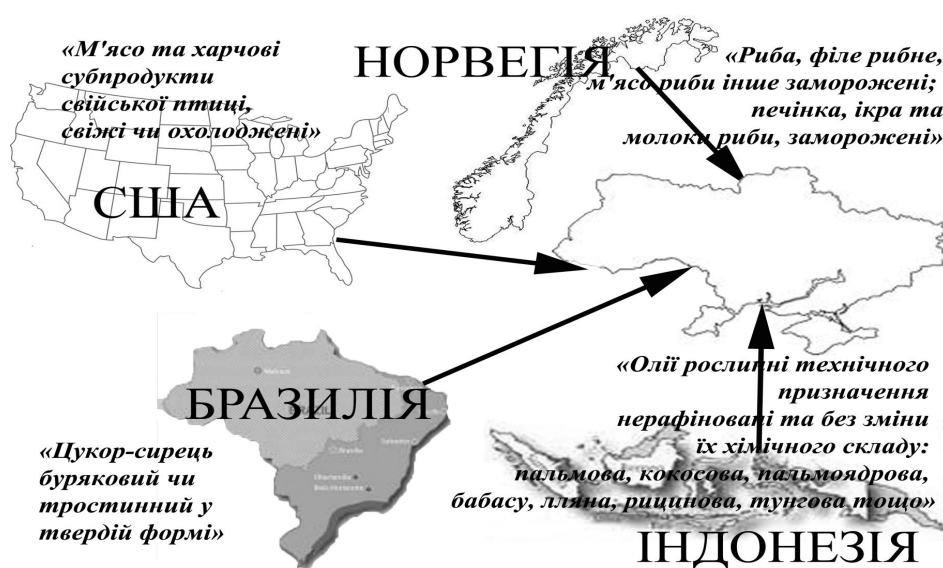 «М'ясо та харчові
субпродукти
свійської птиці,
свіжі чи охолоджені»
НОРВЕГІЯ
«Риба, філе рибне,
м'ясо риби інше заморожені;
печінка, ікра та
молоки риби, заморожені»
США
БРАЗИЛІЯ
«Цукор-сирець
буряковий чи
тростинний у
твердій формі»
«Олії рослинні технічного
призначення
нерафіновані та без зміни
їх хімічного складу:
пальмова, кокосова, пальмоядрова,
бабасу, лляна, рицинова, тунгова тощо»
ІНДОНЕЗІЯ